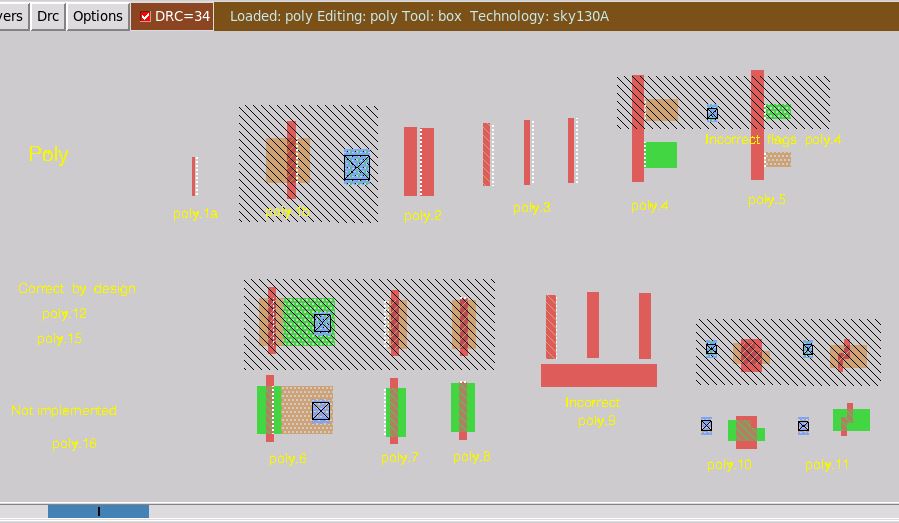 yers Drc Options DRC=34 Loaded: poly Editing: poly Tool: box Technology: sky130A
Poly
Incorrect flags poly.4
poly.1a
poly.1b
poly.2
poly.3
poly.4
poly.5
Correct by design
poly.12
poly.15
Not implemented
poly.16
poly.6
poly.7
poly.8
Incorrect
poly.9
poly.10
poly.11